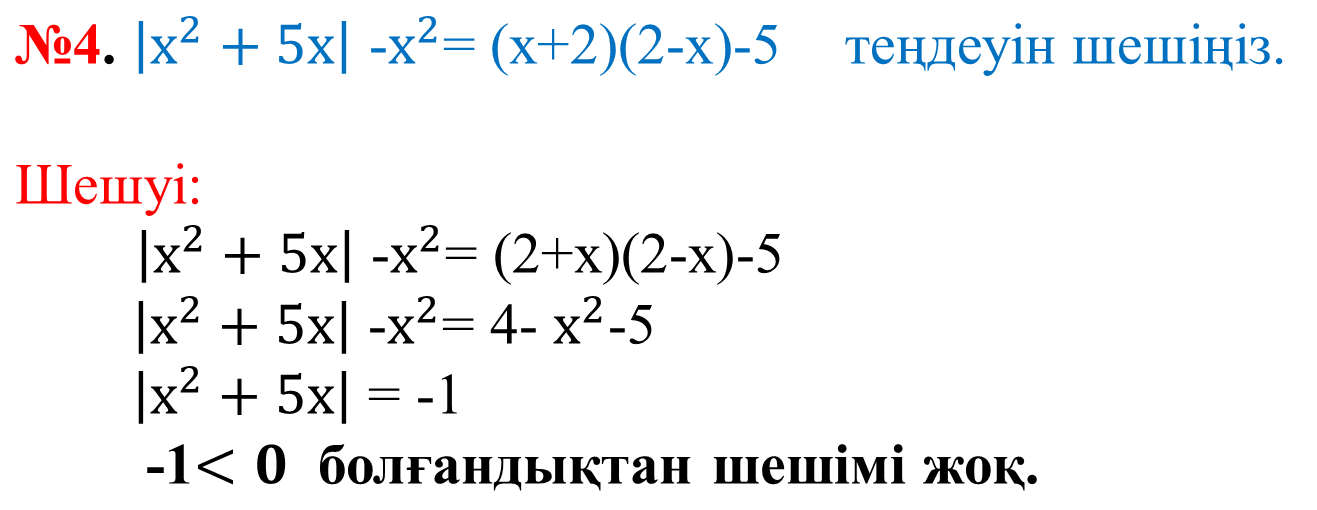 №4. |x² + 5x| -x²= (x+2)(2-x)-5 теңдеуін шешіңіз.
Шешуі:
|x² + 5x| -x²= (2+x)(2-x)-5
|x² + 5x| -x²= 4- x²-5
|x² + 5x| = -1
-1< 0 болғандықтан шешімі жоқ.